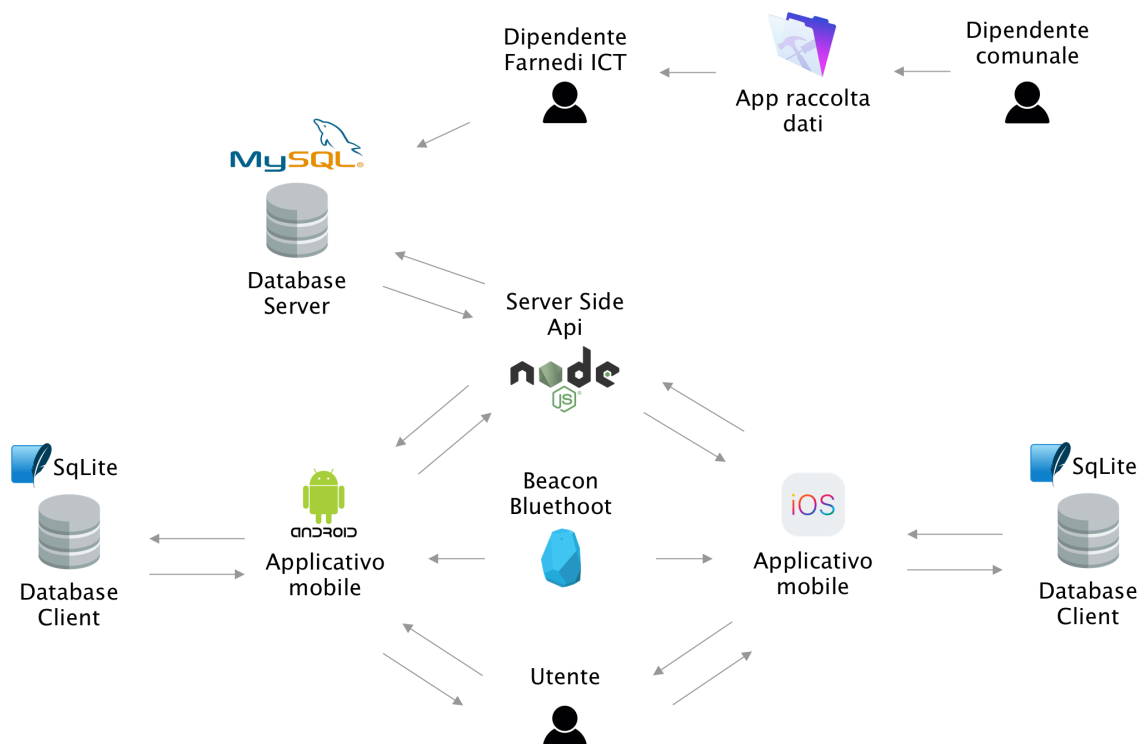 Dipendente
Farnedi ICT
App raccolta
dati
Dipendente
comunale
MySQL®
Database
Server
Server Side
Api
node
JS®
SqLite
Database
Client
ANDROID
Applicativo
mobile
Beacon
Bluethoot
iOS
Applicativo
mobile
SqLite
Database
Client
Utente